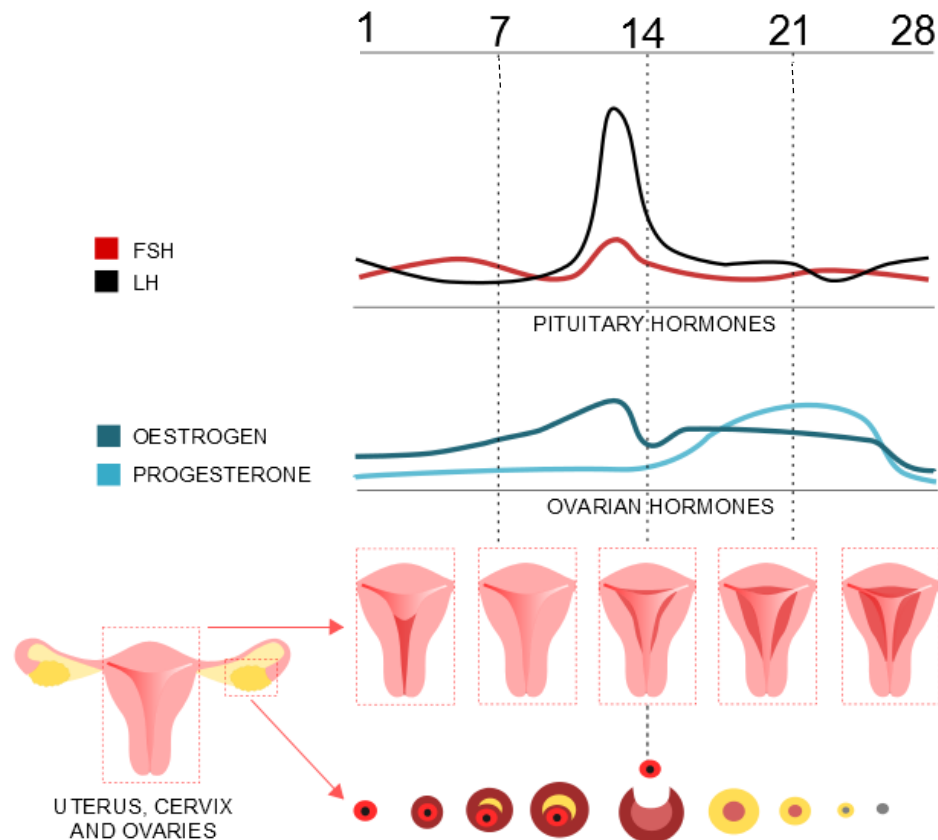 1 7 14 21 28
FSH
LH
PITUITARY HORMONES
OESTROGEN
PROGESTERONE
OVARIAN HORMONES
UTERUS, CERVIX
AND OVARIES